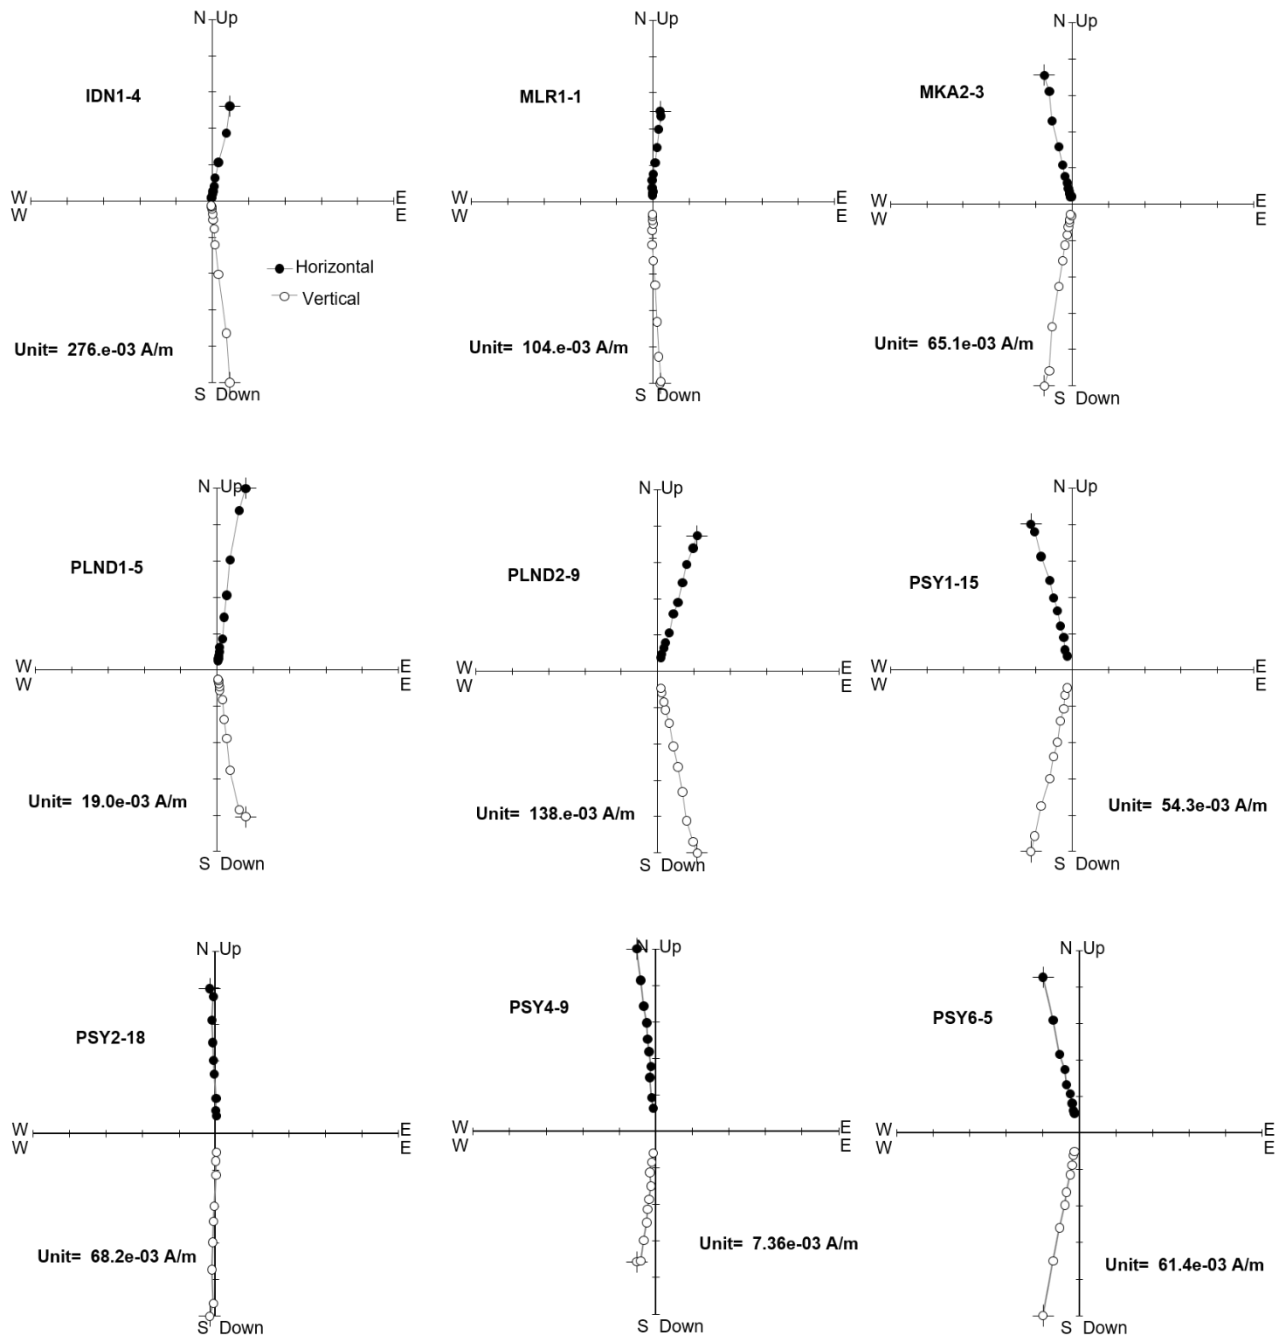 N Up
IDN1-4
W E
W E
Horizontal
Vertical
Unit= 276.e-03 A/m
S Down
N Up
MLR1-1
W E
W E
Unit= 104.e-03 A/m
S Down
N Up
MKA2-3
W E
W E
Unit= 65.1e-03 A/m
S Down
N Up
PLND1-5
W E
W E
Unit= 19.0e-03 A/m
S Down
N Up
PLND2-9
W E
W E
Unit= 138.e-03 A/m
S Down
N Up
PSY1-15
W E
W E
Unit= 54.3e-03 A/m
S Down
N Up
PSY2-18
W E
W E
Unit= 68.2e-03 A/m
S Down
N Up
PSY4-9
W E
W E
Unit= 7.36e-03 A/m
S Down
N Up
PSY6-5
W E
W E
Unit= 61.4e-03 A/m
S Down